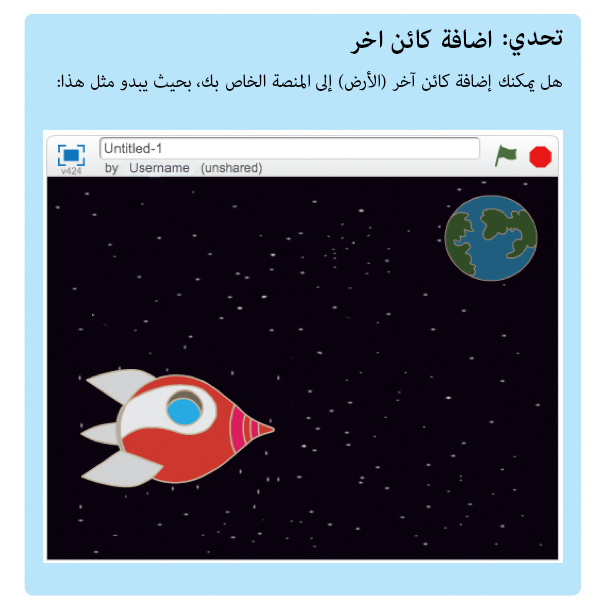 تحدي: اضافة كائن اخر
هل يمكنك إضافة كائن آخر (الأرض) إلى المنصة الخاص بك، بحيث يبدو مثل هذا:
Untitled-1
by Username (unshared)
v424